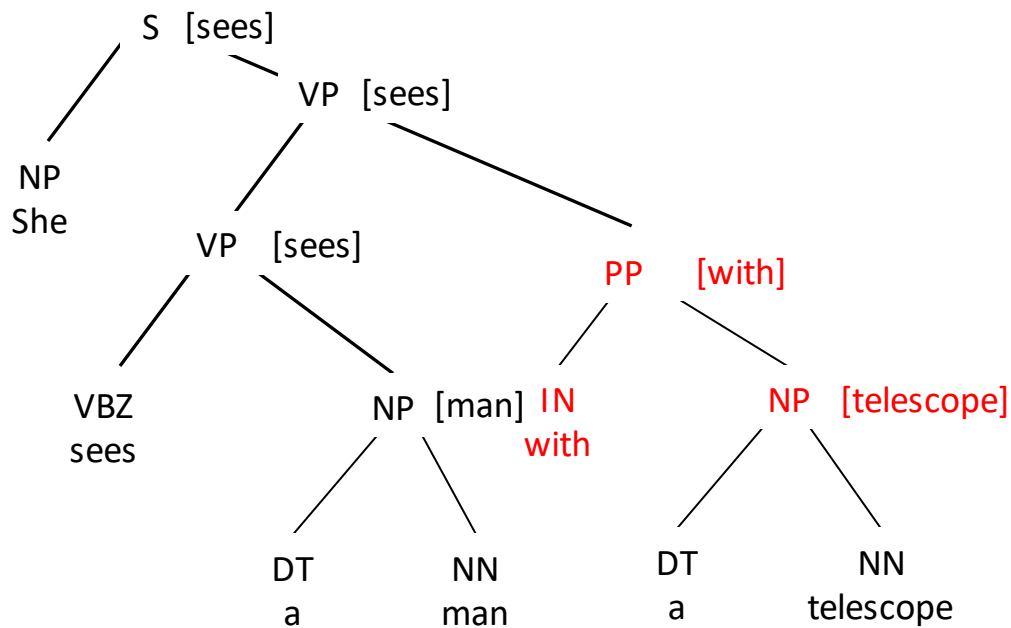 S [sees]
VP [sees]
NP
She
VP [sees]
PP [with]
VBZ
sees
NP [man]
IN
with
NP [telescope]
DT
a
NN
man
DT
a
NN
telescope